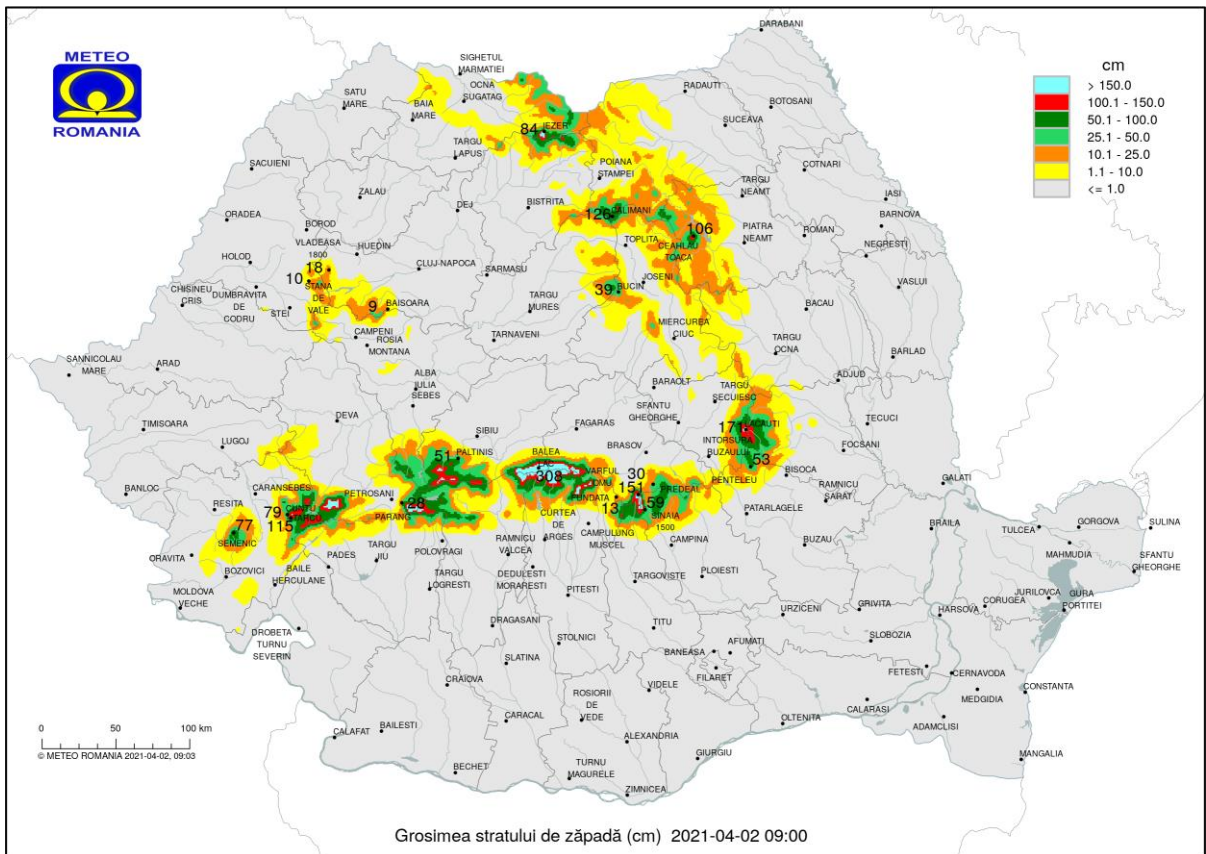 METEO
ROMANIA
cm
> 150.0
100.1 - 150.0
50.1 - 100.0
25.1 - 50.0
10.1 - 25.0
1.1 - 10.0
<= 1.0
DARABANI
SIGHETUL
MARMATIEI
OCNA
SUGATAG
SATU
MARE
BAIA
MARE
RADAUTI
BOTOSANI
SUCEAVA
84 IEZER
TARGU
LAPUS
POIANA
STAMPEI
COTNARI
SACUIENI
ZALAU
TARGU
NEAMT
IASI
BARNOVA
ORADEA
BOROD
DEJ
BISTRITA
126 CALIMANI
106
CEAHLAU
TOACA
PIATRA
NEAMT
ROMAN
NEGRESTI
VLADEASA
1800
HUEDIN
TOPLITA
HOLOD
18
10
STANA
DE
VALE
CLUJ-NAPOCA
SARMASU
JOSENI
39 BUCIN
VASLUI
CHISINEU
CRIS
DUMBRAVITA
DE
CODRU
STEI
9
BAISOARA
TARGU
MURES
BACAU
CAMPENI
ROSIA
MONTANA
TARNAVENI
MIERCUREA
CIUC
TARGU
OCNA
BARLAD
SANNICOLAU
MARE
ARAD
ALBA
IULIA
SEBES
BARAOLT
TARGU
SECUIESC
ADJUD
TIMISOARA
DEVA
SIBIU
FAGARAS
SFANTU
GHEORGHE
171 LACAUTI
TECUCI
LUGOJ
51
PALTINIS
BALEA
308
BRASOV
INTORSURA
BUZAULUI
53
FOCSANI
BANLOC
RESITA
CARANSEBES
PETROSANI
VARFUL
OMU
30
151
PREDEAL
PENTELEU
BISOCA
RAMNICU
SARAT
GALATI
79
CUNTU
TARCU
115
28
PARANG
FUNDATA
13
59
SINAIA
1500
PATARLAGELE
77
SEMENIC
CURTEA
DE
ARGES
CAMPULUNG
MUSCEL
CAMPINA
BUZAU
BRAILA
TULCEA
GORGOVA
SULINA
MAHMUDIA
ORAVITA
BOZOVICI
BAILE
HERCULANE
PADES
TARGU
JIU
POLOVRAGI
RAMNICU
VALCEA
DEDULESTI
MORARESTI
PITESTI
TARGOVISTE
PLOIESTI
SFANTU
GHEORGHE
MOLDOVA
VECHE
TARGU
LOGRESTI
URZICENI
GRIVITA
HARSOVA
CORUGEA
JURILOVCA
GURA
PORTITEI
DROBETA
TURNU
SEVERIN
DRAGASANI
STOLNICI
TITU
BANEASA
AFUMATI
FILARET
SLOBOZIA
FETESTI
CERNAVODA
MEDGIDIA
CONSTANTA
SLATINA
CRAIOVA
ROSIORII
DE
VEDE
VIDELE
OLTENITA
CALARASI
ADAMCLISI
CALAFAT
BAILESTI
CARACAL
ALEXANDRIA
GIURGIU
MANGALIA
BECHET
TURNU
MAGURELE
ZIMNICEA
0 50 100 km
© METEO ROMANIA 2021-04-02, 09:03
Grosimea stratului de zăpadă (cm) 2021-04-02 09:00